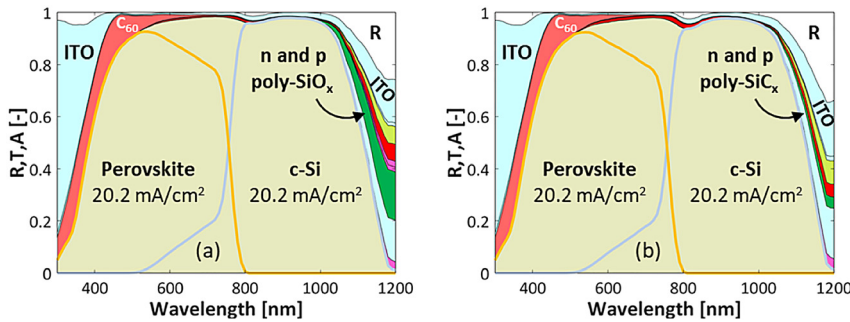 R,T,A [-]
1
0.8
0.6
0.4
0.2
0
ITO
C60
R
n and p
poly-SiOx
ITO
Perovskite
20.2 mA/cm²
c-Si
20.2 mA/cm²
(a)
400 600 800 1000 1200
Wavelength [nm]
R,T,A [-]
1
0.8
0.6
0.4
0.2
0
ITO
C60
R
n and p
poly-SiCx
ITO
Perovskite
20.2 mA/cm²
c-Si
20.2 mA/cm²
(b)
400 600 800 1000 1200
Wavelength [nm]